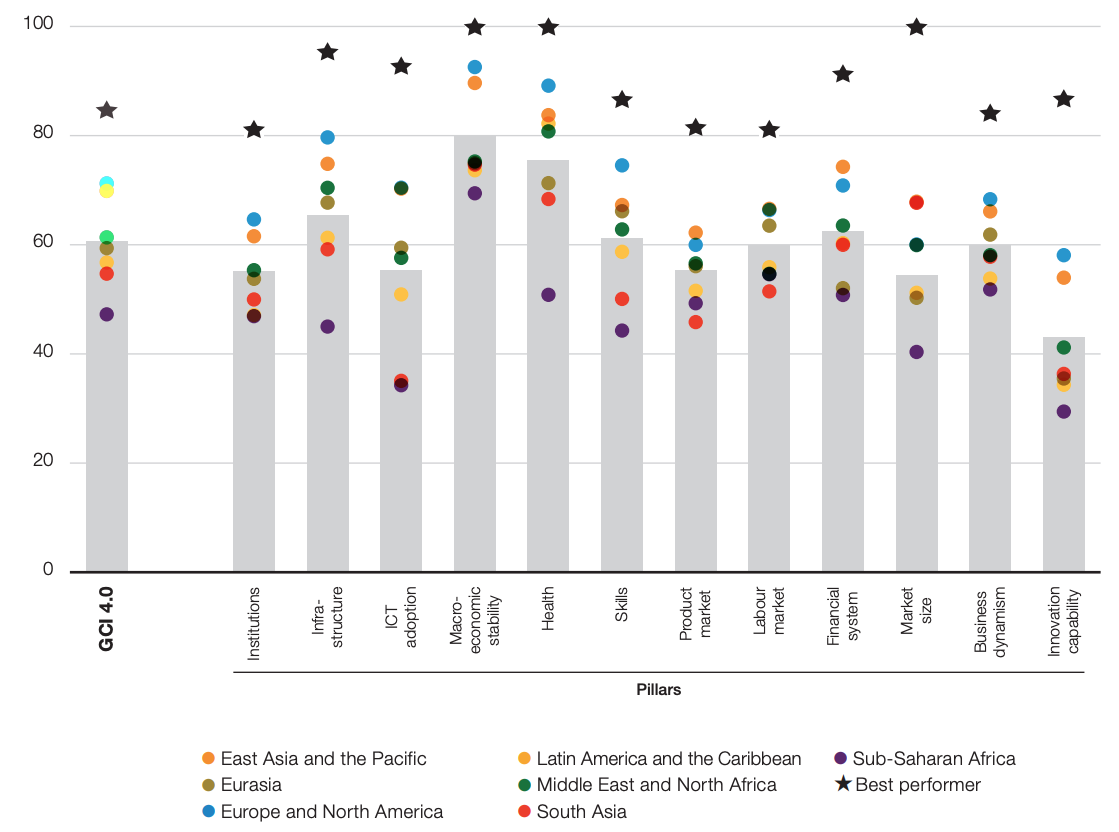 100
80
60
40
20
0
GCI 4.0
Institutions
Infra-
structure
ICT
adoption
Macro-
economic
stability
Health
Skills
Product
market
Labour
market
Financial
system
Market
size
Business
dynamism
Innovation
capability
Pillars
East Asia and the Pacific
Eurasia
Europe and North America
Latin America and the Caribbean
Middle East and North Africa
South Asia
Sub-Saharan Africa
Best performer